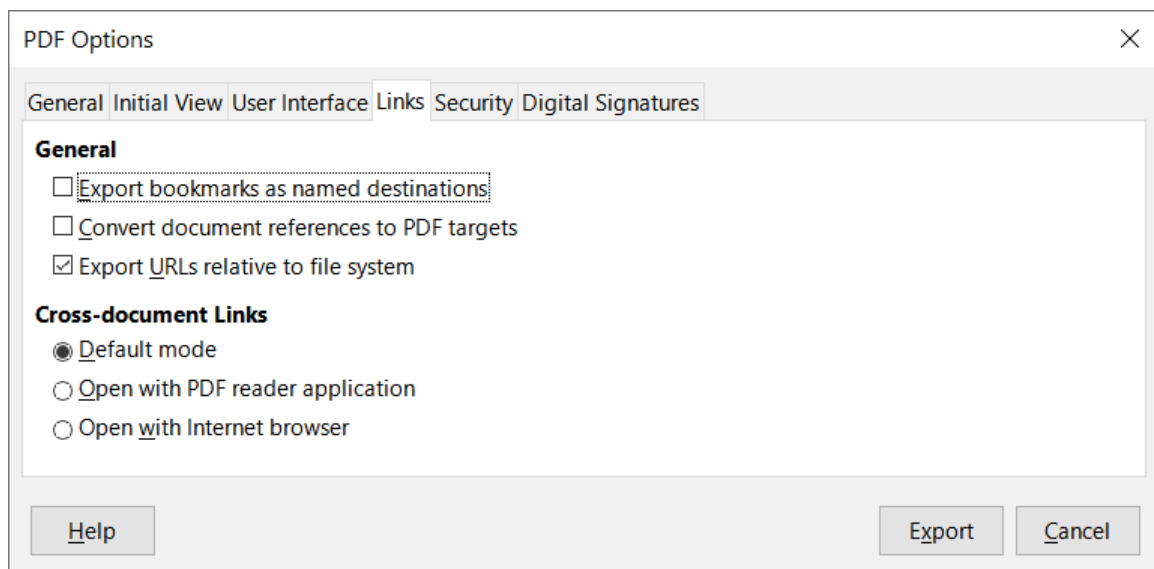 PDF Options
General Initial View User Interface Links Security Digital Signatures
General
Export bookmarks as named destinations
Convert document references to PDF targets
Export URLs relative to file system
Cross-document Links
Default mode
Open with PDF reader application
Open with Internet browser
Help Export Cancel